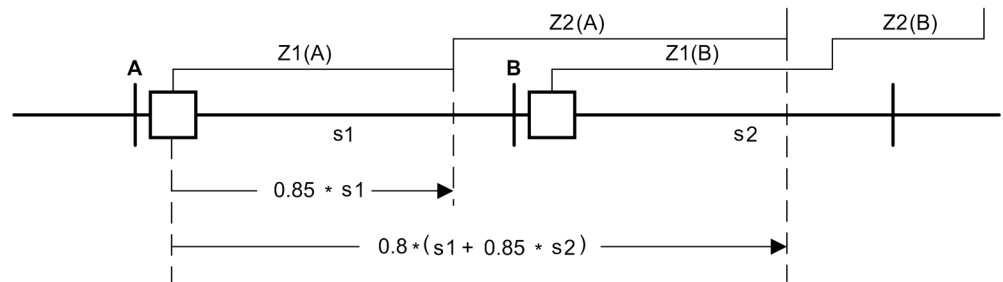 Z2(A)
Z2(B)
Z1(A)
Z1(B)
A
B
s1
s2
0.85 * s1
0.8*(s1 + 0.85 * s2)